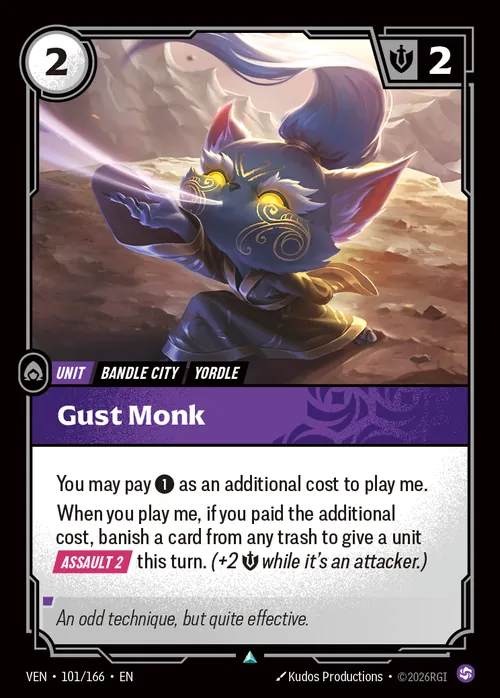 2
2
UNIT BANDLE CITY YORDLE
Gust Monk
You may pay 1 as an additional cost to play me.
When you play me, if you paid the additional
cost, banish a card from any trash to give a unit
ASSAULT 2 this turn. (+2 while it's an attacker.)
An odd technique, but quite effective.
VEN • 101/166 • EN Kudos Productions • ©2026RGI